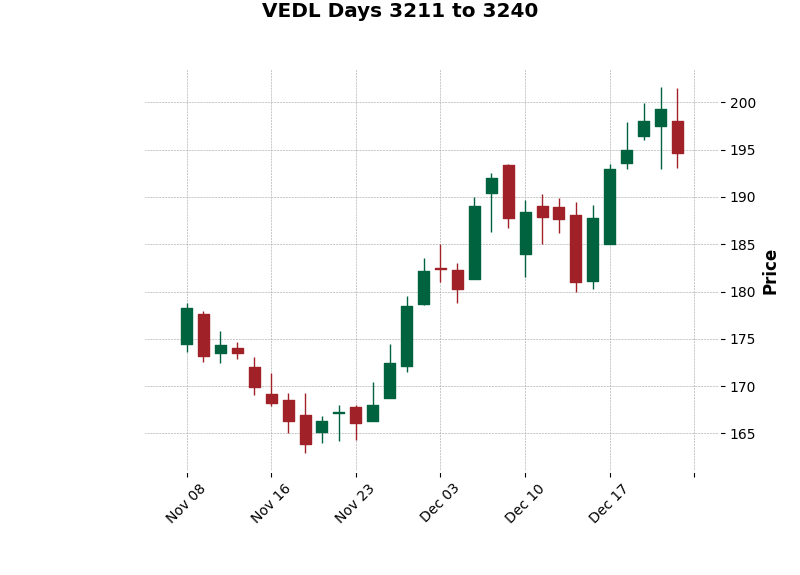 VEDL Days 3211 to 3240
200
195
190
185
180
175
170
165
Price
Nov 08
Nov 16
Nov 23
Dec 03
Dec 10
Dec 17